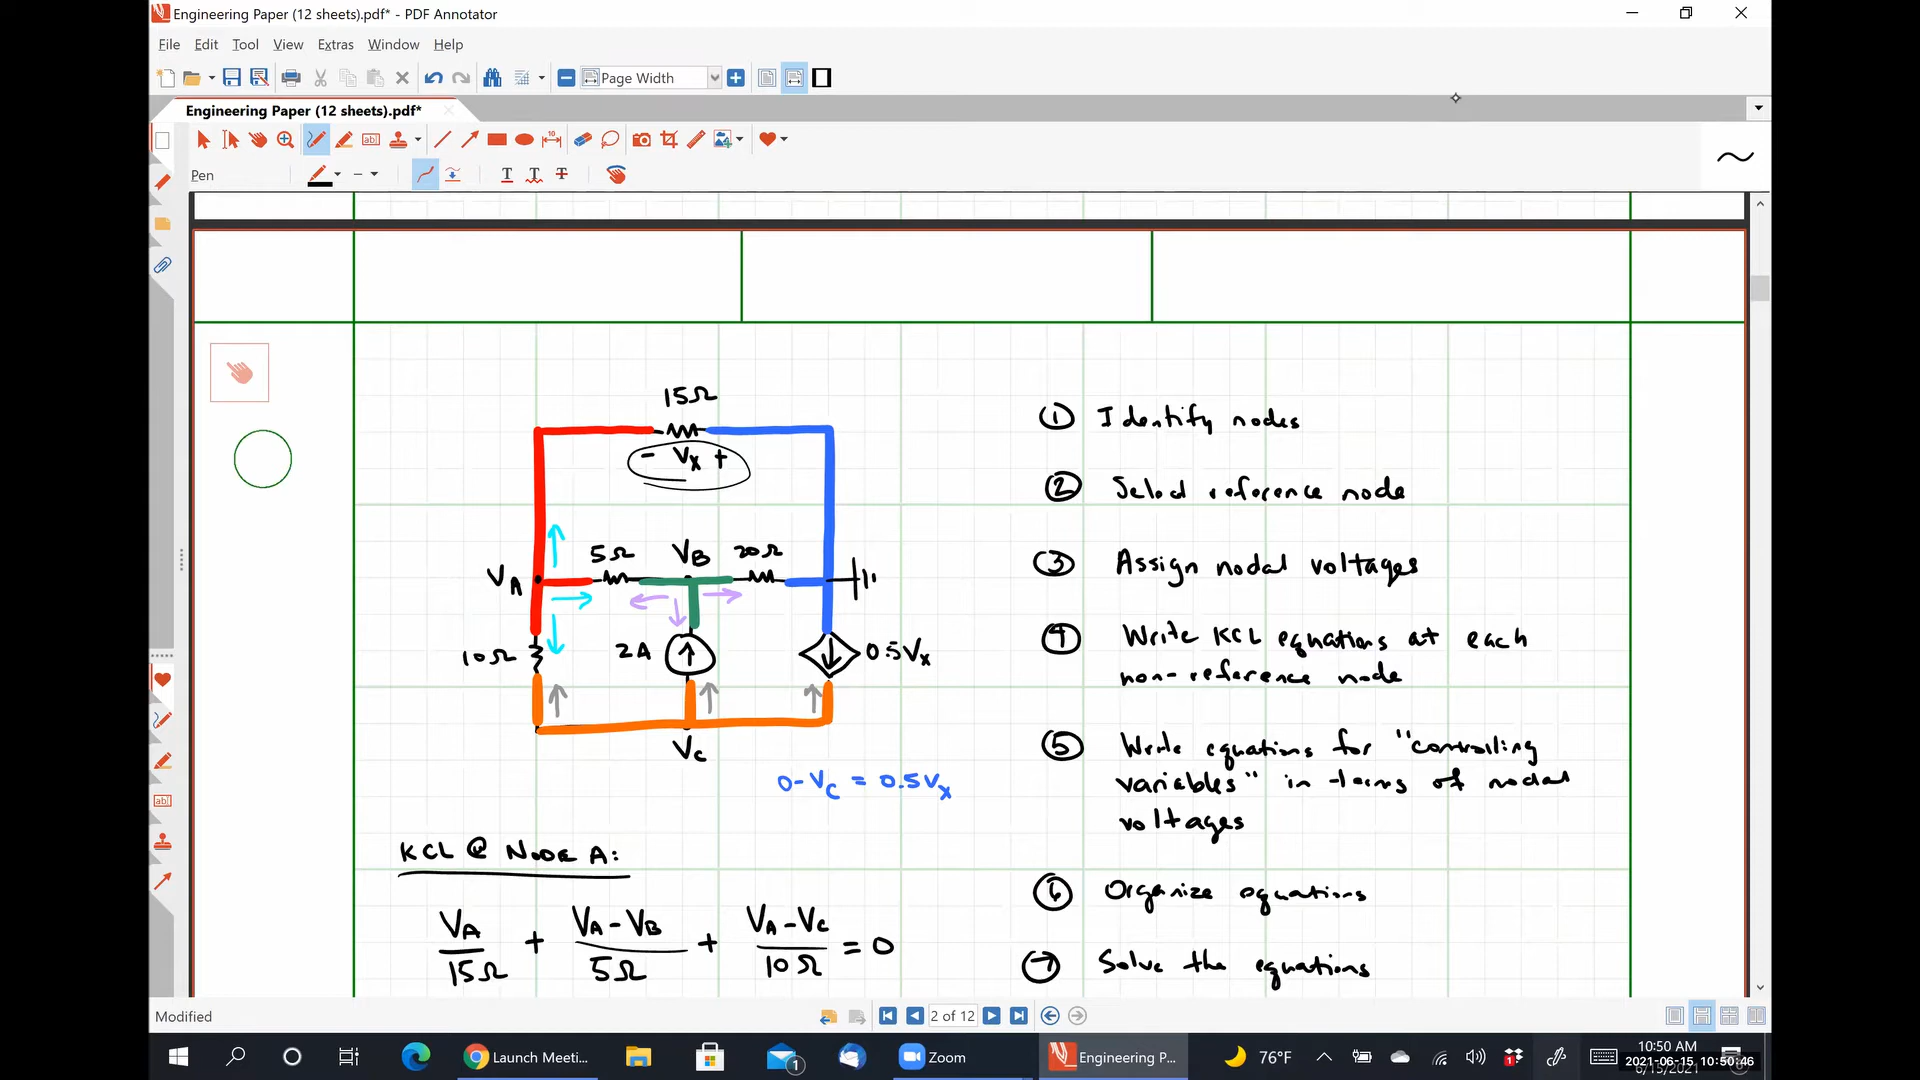 Engineering Paper (12 sheets).pdf* - PDF Annotator
File Edit Tool View Extras Window Help
Page Width
Engineering Paper (12 sheets).pdf*
Pen
15Ω
- Vx +
5Ω VB 20Ω
VA
10Ω 2A 0.5Vx
VC
0-VC = 0.5Vx
KCL @ NODE A:
VA/15Ω + VA-VB/5Ω + VA-VC/10Ω = 0
① Identify nodes
② Select reference node
③ Assign nodal voltages
④ Write KCL equations at each
non-reference node
⑤ Write equations for "controlling
variables" in terms of nodal
voltages
⑥ Organize equations
⑦ Solve the equations
Modified
2 of 12
Launch Meeti...
1
Zoom
Engineering P...
76°F
1
10:50 AM
2021-06-15, 10:50:46
6/15/2021